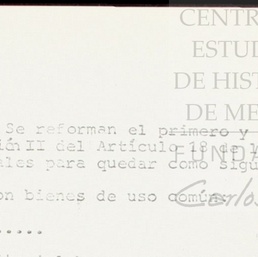 CENTR
ESTUD
DE HIST
DE ME
FUNDA
Carlos
Se reforman el primero y
ión II del Artículo 18 de l
ales para quedar como sigu
on bienes de uso común;
.....